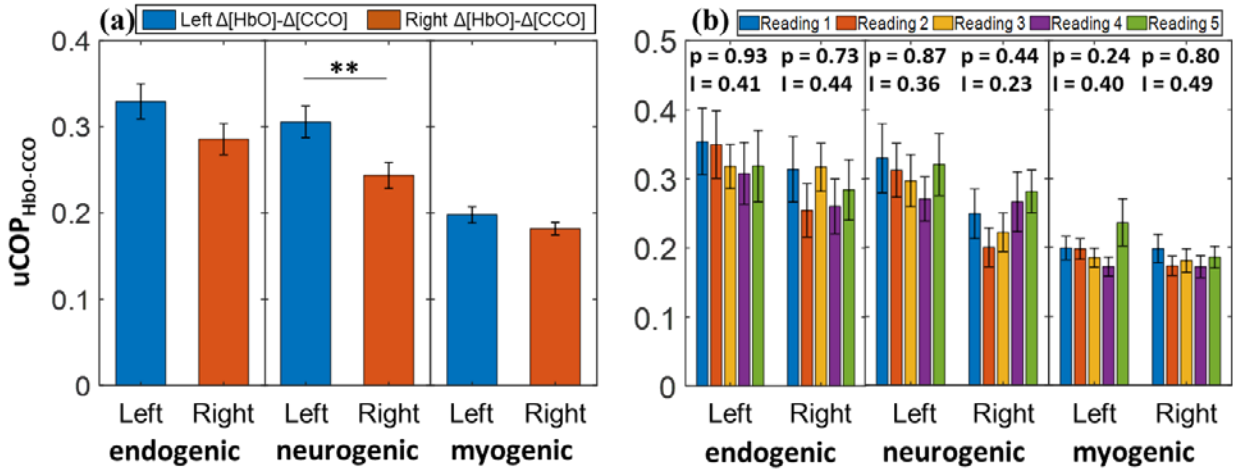 (a)
Left Δ[HbO]-Δ[CCO] Right Δ[HbO]-Δ[CCO]
uCOP HbO-CCO
0.4
0.3
0.2
0.1
0
**
Left Right Left Right Left Right
endogenic neurogenic myogenic
(b)
Reading 1 Reading 2 Reading 3 Reading 4 Reading 5
0.5
0.4
0.3
0.2
0.1
0
p = 0.93 p = 0.73 p = 0.87 p = 0.44 p = 0.24 p = 0.80
I = 0.41 I = 0.44 I = 0.36 I = 0.23 I = 0.40 I = 0.49
Left Right Left Right Left Right
endogenic neurogenic myogenic